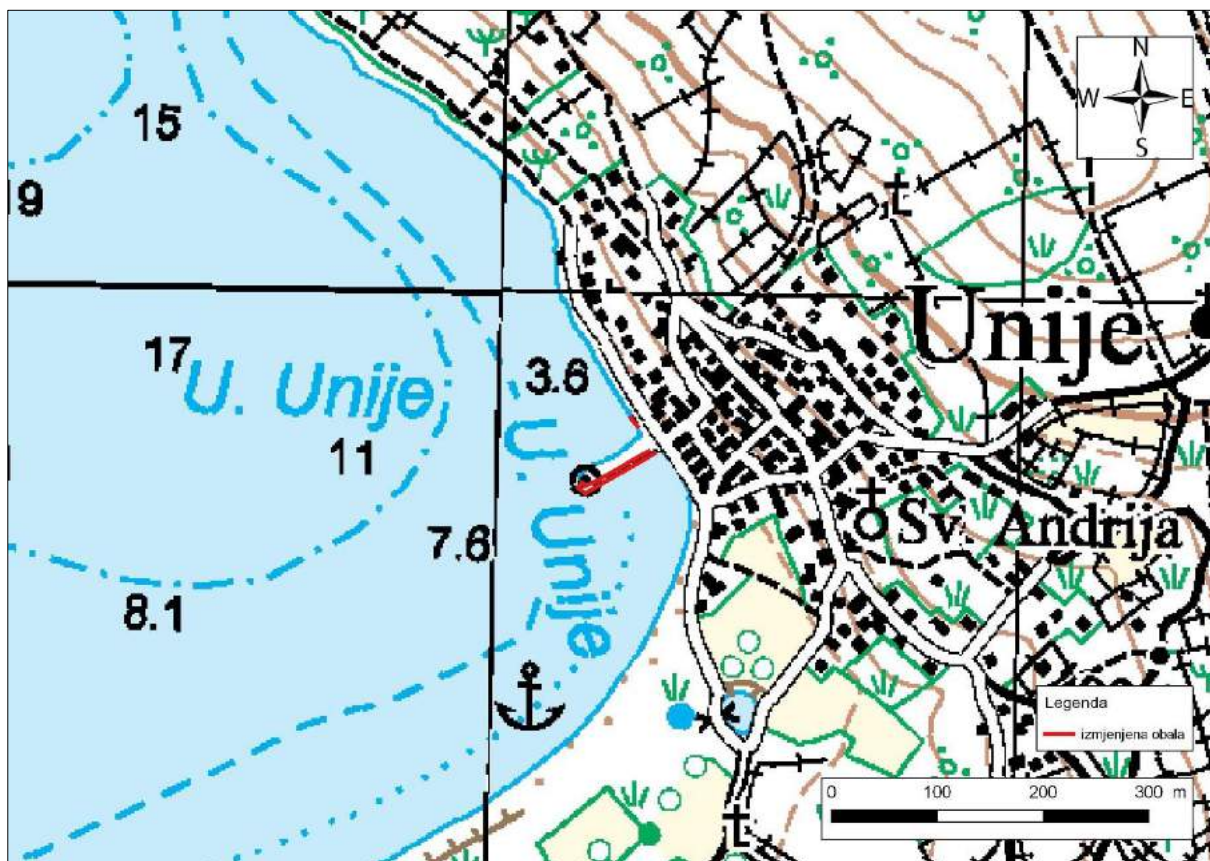 N
W E
S
15
9
17
U. Unije
3.6
11
U. Unije
7.6
8.1
Unije
Sv. Andrija
Legenda
izmjenjena obala
0 100 200 300 m